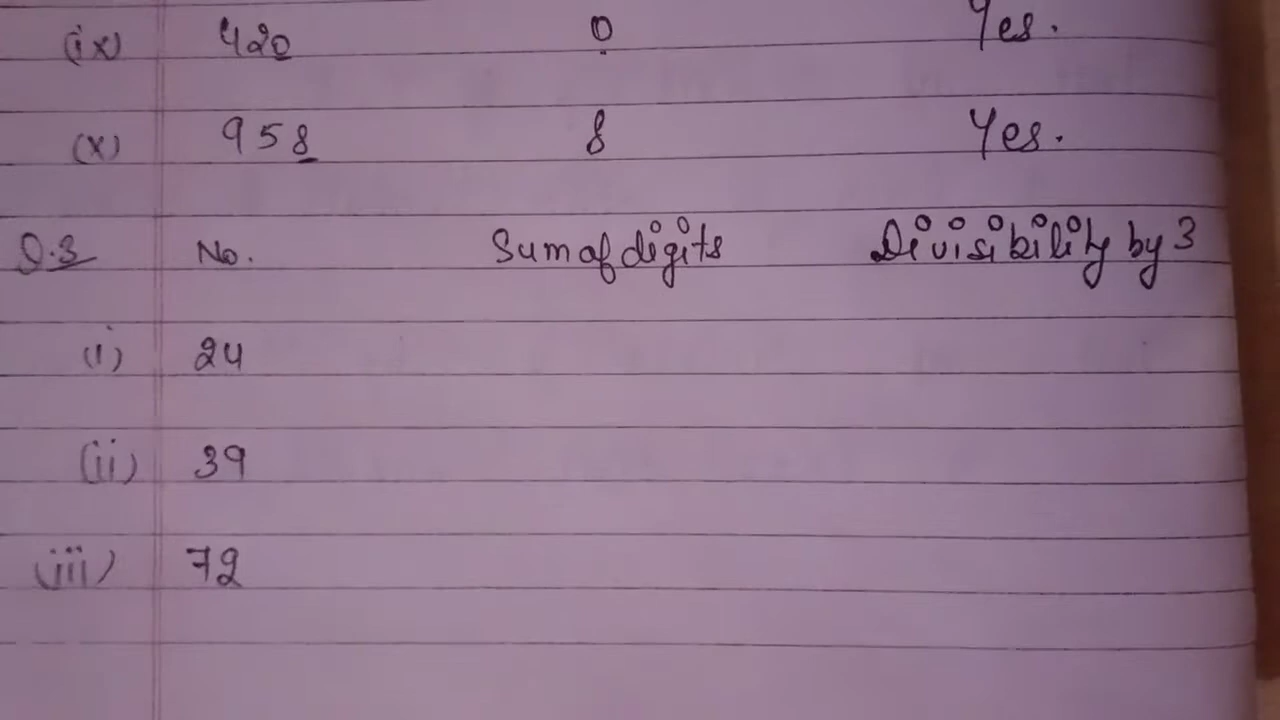 (ix) 420 0 Yes.
(x) 958 8 Yes.
Q.3 No. Sum of digits Divisibility by 3
(i) 24
(ii) 39
(iii) 72